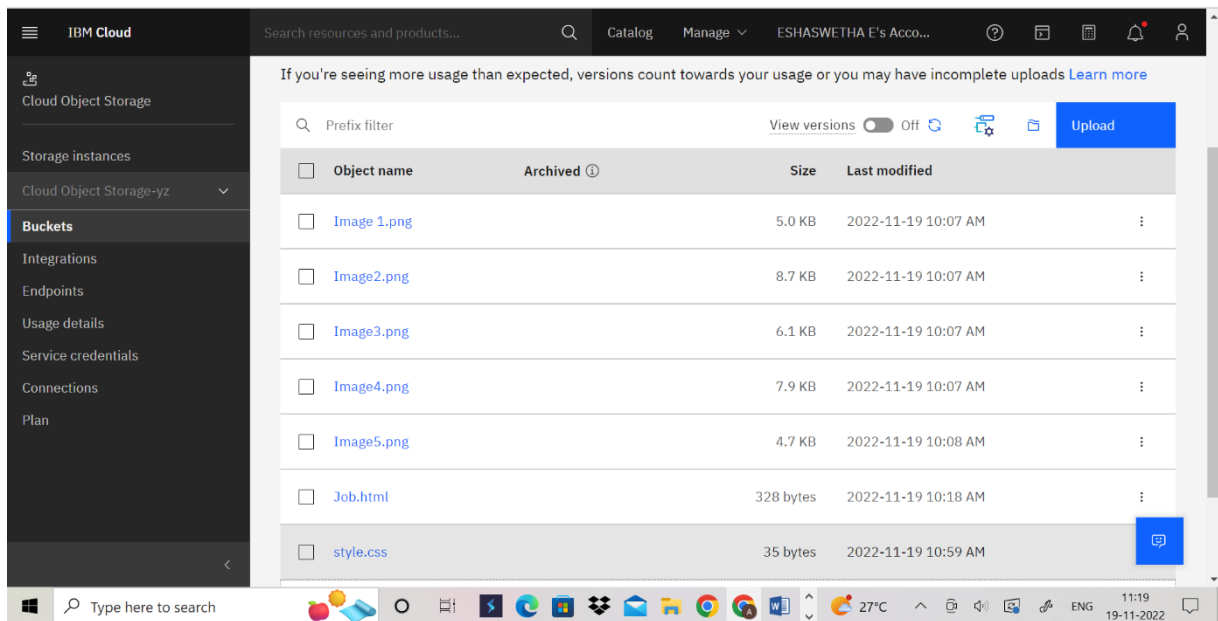 IBM Cloud
Search resources and products...
Catalog
Manage
ESHASWETHA E's Acco...
Cloud Object Storage
Storage instances
Cloud Object Storage-yz
Buckets
Integrations
Endpoints
Usage details
Service credentials
Connections
Plan
If you're seeing more usage than expected, versions count towards your usage or you may have incomplete uploads Learn more
Prefix filter
View versions Off
Upload
Object name Archived Size Last modified
Image 1.png 5.0 KB 2022-11-19 10:07 AM
Image2.png 8.7 KB 2022-11-19 10:07 AM
Image3.png 6.1 KB 2022-11-19 10:07 AM
Image4.png 7.9 KB 2022-11-19 10:07 AM
Image5.png 4.7 KB 2022-11-19 10:08 AM
Job.html 328 bytes 2022-11-19 10:18 AM
style.css 35 bytes 2022-11-19 10:59 AM
Type here to search
27°C
ENG
11:19
19-11-2022